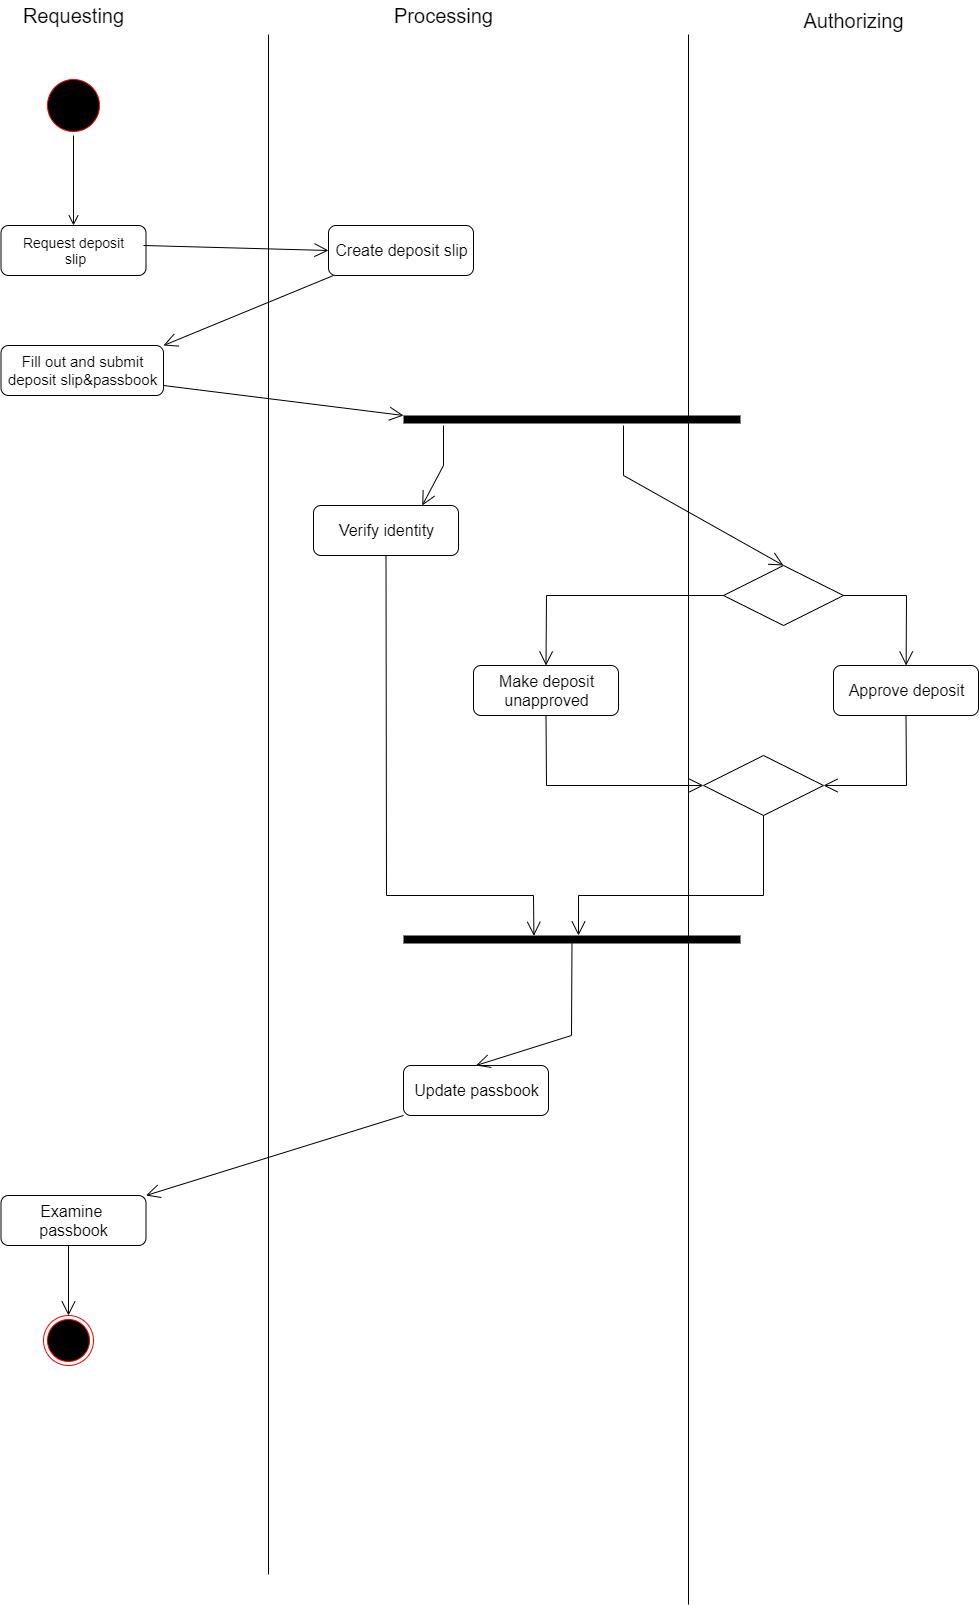 Requesting
Processing
Authorizing
Request deposit
slip
Create deposit slip
Fill out and submit
deposit slip&passbook
Verify identity
Make deposit
unapproved
Approve deposit
Update passbook
Examine
passbook